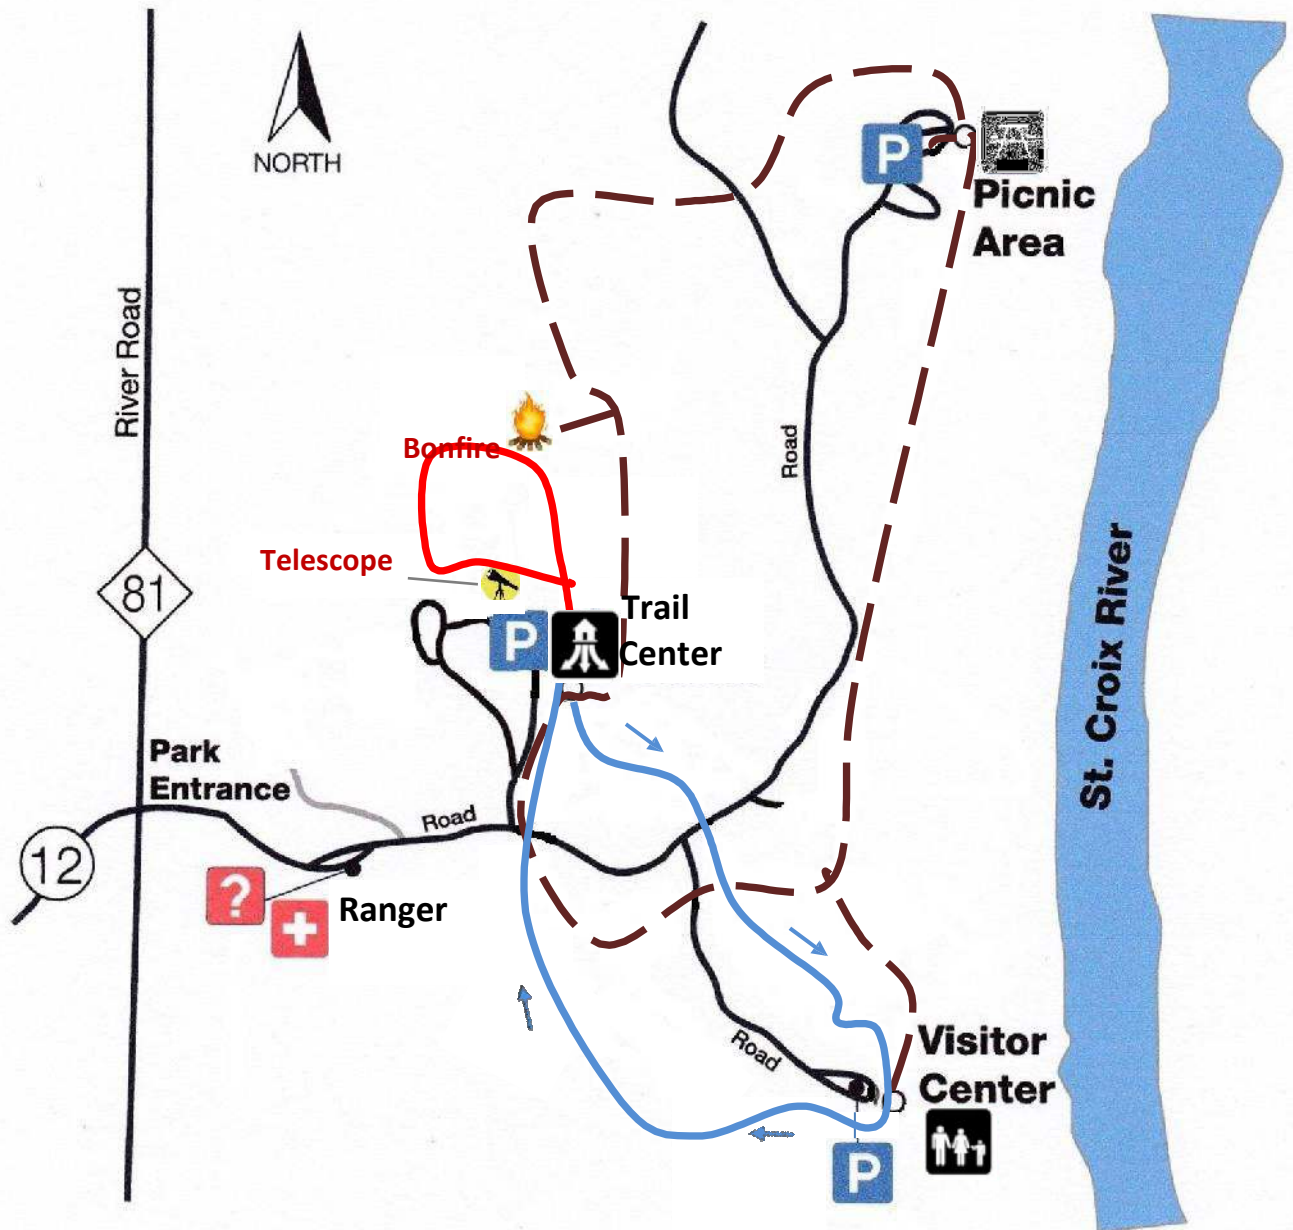 NORTH
P
Picnic
Area
River Road
Road
Bonfire
Telescope
81
P
Trail
Center
St. Croix River
Park
Entrance
Road
12
?
Ranger
Road
Visitor
Center
P